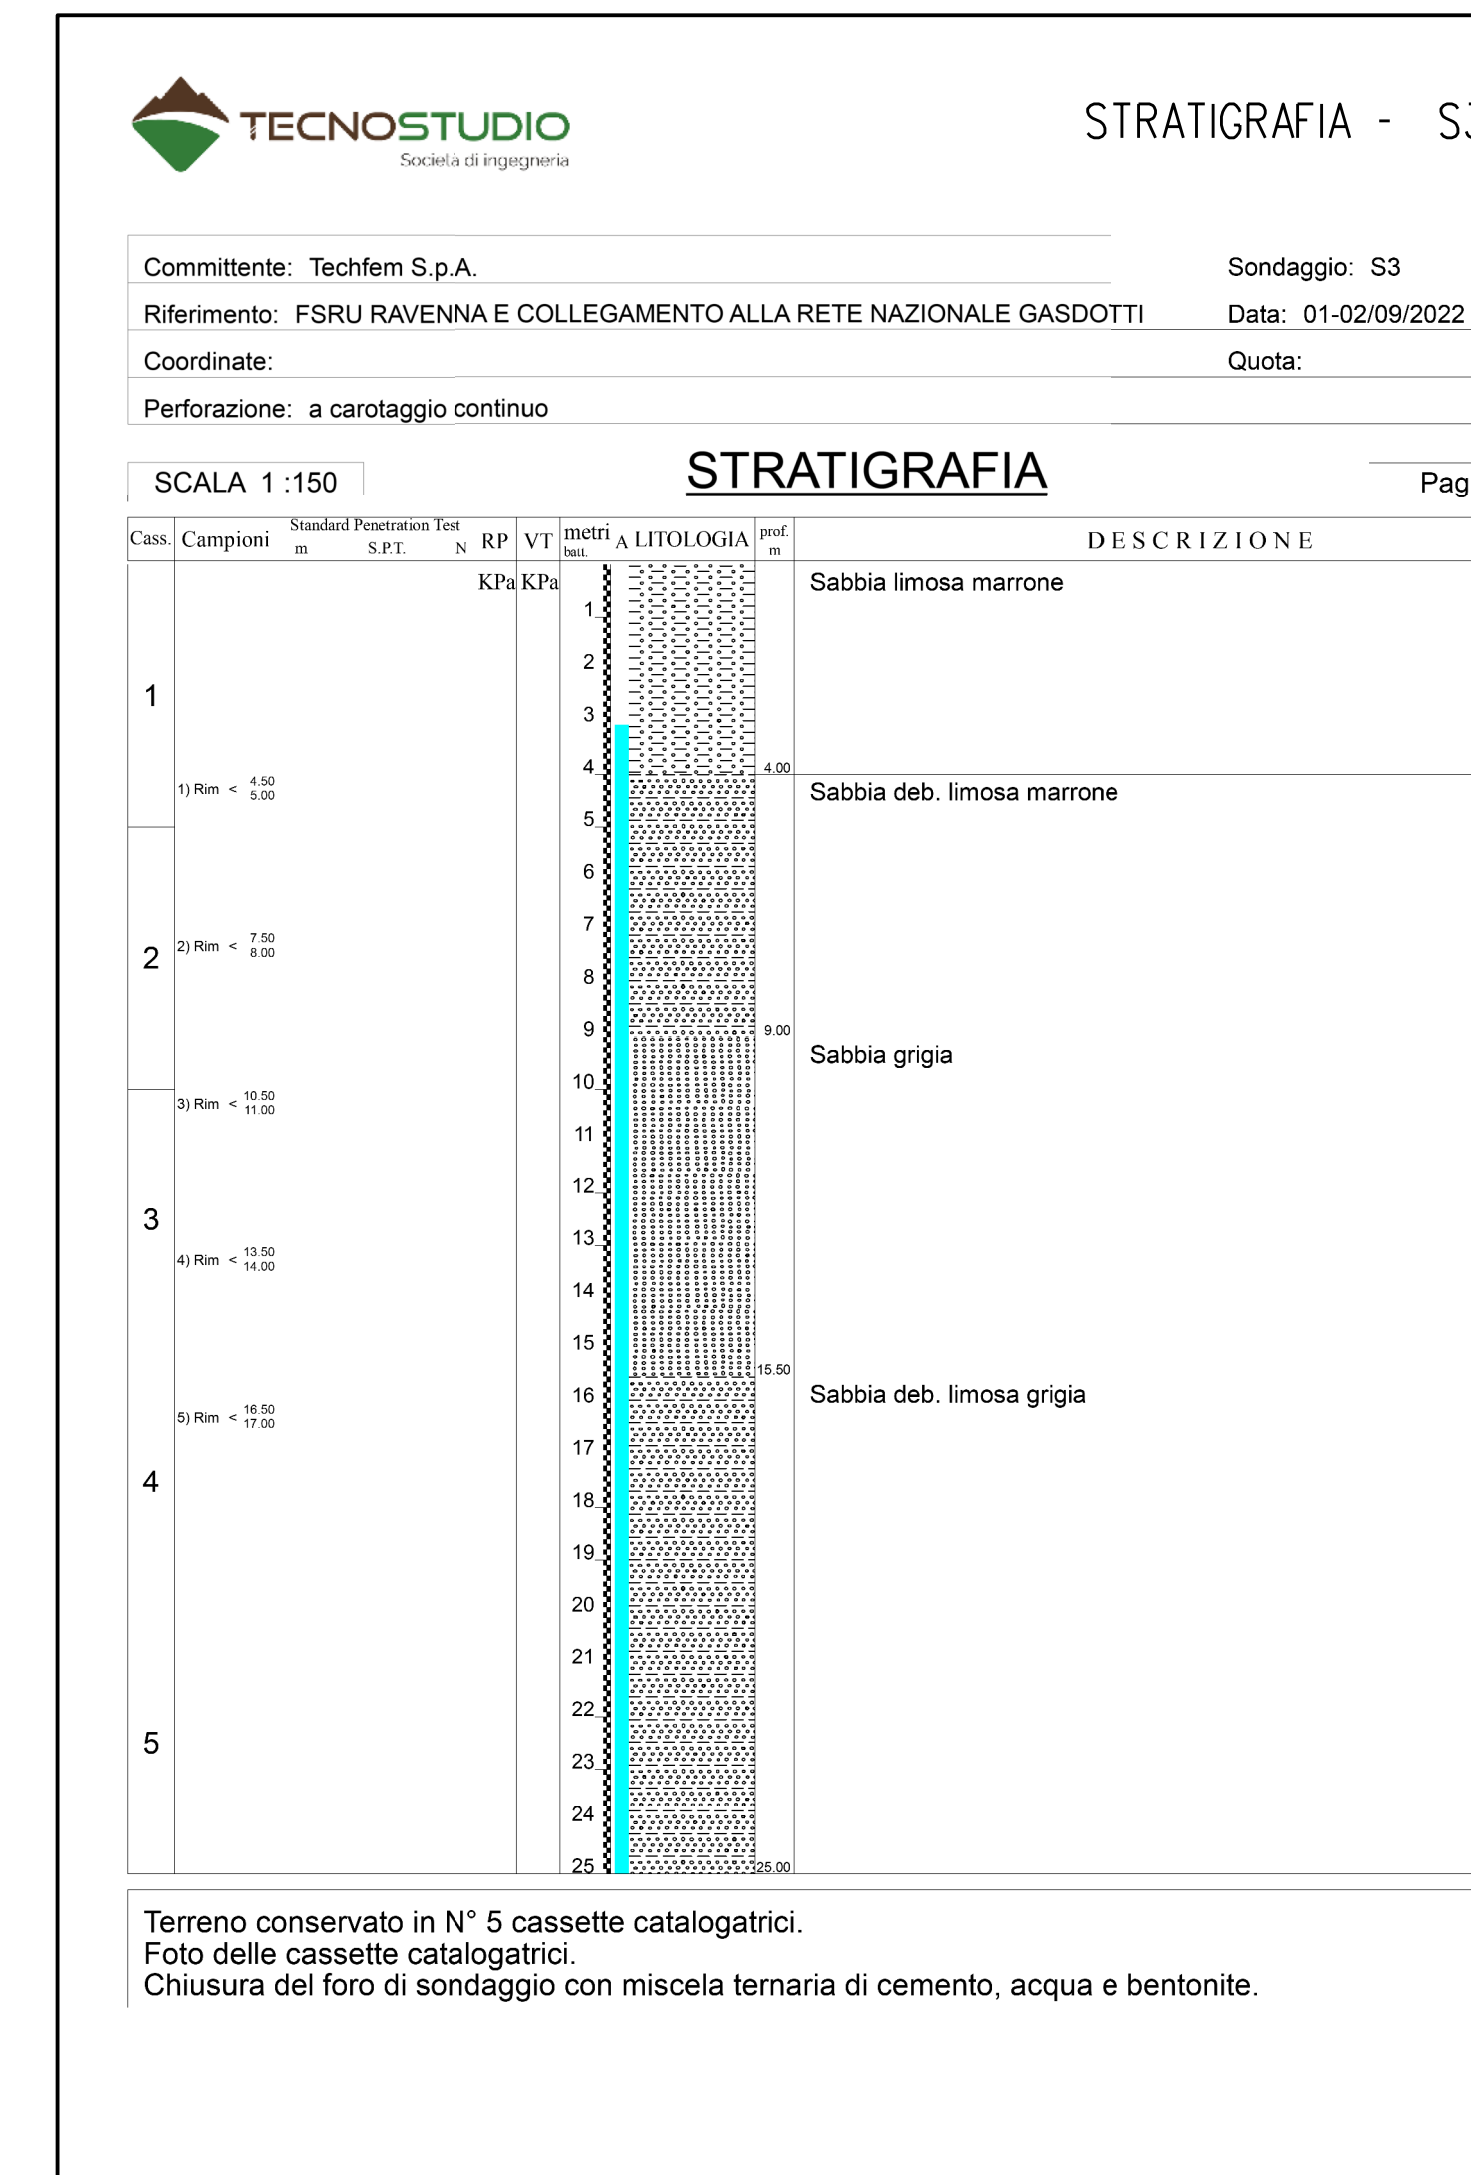 TECNOSTUDIO
Società di ingegneria
STRATIGRAFIA - S3
Committente: Techfem S.p.A.
Sondaggio: S3
Riferimento: FSRU RAVENNA E COLLEGAMENTO ALLA RETE NAZIONALE GASDOTTI
Data: 01-02/09/2022
Coordinate:
Quota:
Perforazione: a carotaggio continuo
SCALA 1 :150
STRATIGRAFIA
Pag
Cass. Campioni Standard Penetration Test RP VT metri A LITOLOGIA prof. DESCRIZIONE
m S.P.T. N batt. m
KPa KPa
Sabbia limosa marrone
1
2
1
3
4
4.00
1) Rim < 4.50
5.00
Sabbia deb. limosa marrone
5
6
7
2) Rim < 7.50
8.00
2
8
9
9.00
Sabbia grigia
10
3) Rim < 10.50
11.00
11
12
3
13
4) Rim < 13.50
14.00
14
15
15.50
16
Sabbia deb. limosa grigia
5) Rim < 16.50
17.00
17
4
18
19
20
21
22
5
23
24
25
25.00
Terreno conservato in N° 5 cassette catalogatrici.
Foto delle cassette catalogatrici.
Chiusura del foro di sondaggio con miscela ternaria di cemento, acqua e bentonite.